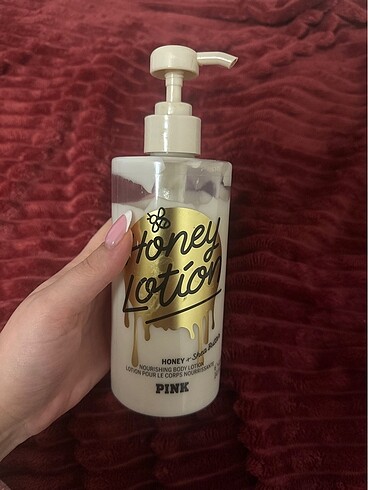 Honey
Lotion
HONEY + Shea Butter
NOURISHING BODY LOTION
LOTION POUR LE CORPS NOURRISSANTE
PINK